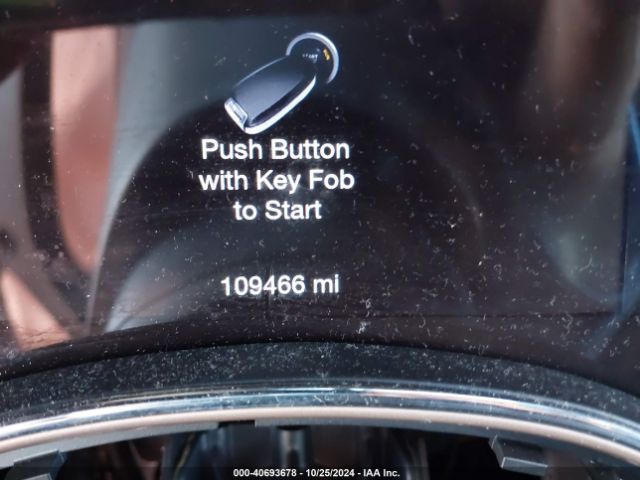 Push Button
with Key Fob
to Start
109466 mi
000-40693678 - 10/25/2024 - IAA Inc.